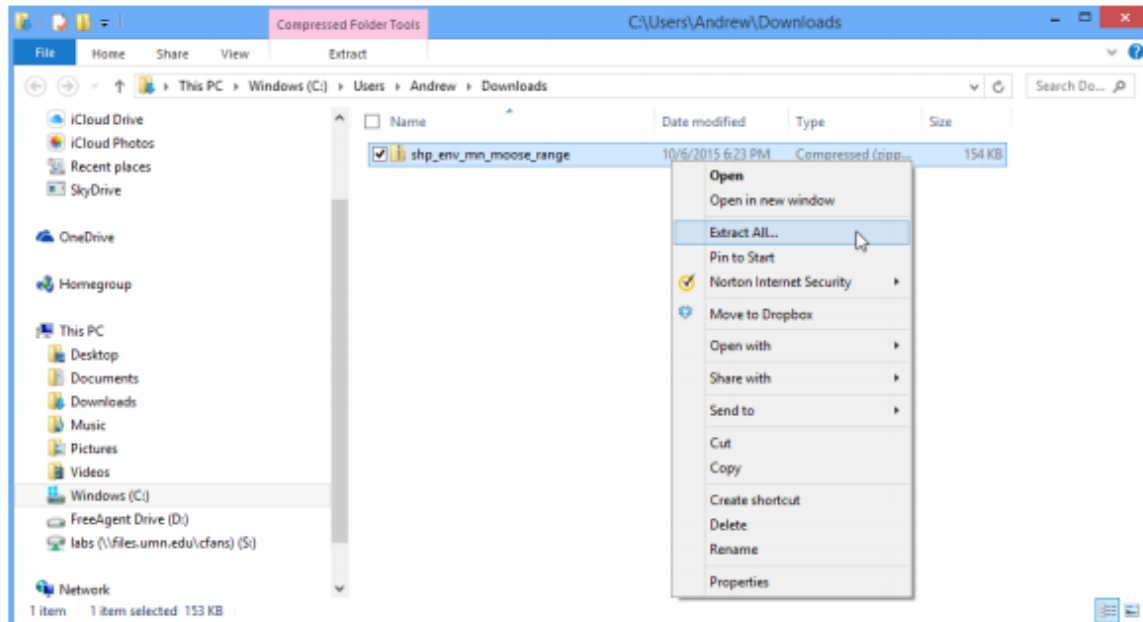 Compressed Folder Tools
C:\Users\Andrew\Downloads
File Home Share View Extract
This PC Windows (C:) Users Andrew Downloads
Search Do...
Name Date modified Type Size
shp_env_mn_moose_range 10/6/2015 6:23 PM Compressed (zipp... 154 KB
iCloud Drive
iCloud Photos
Recent places
SkyDrive
OneDrive
Homegroup
This PC
Desktop
Documents
Downloads
Music
Pictures
Videos
Windows (C:)
FreeAgent Drive (D:)
labs (\\files.umn.edu\cfans) (S:)
Network
Open
Open in new window
Extract All...
Pin to Start
Norton Internet Security
Move to Dropbox
Open with
Share with
Send to
Cut
Copy
Create shortcut
Delete
Rename
Properties
1 item 1 item selected 153 KB